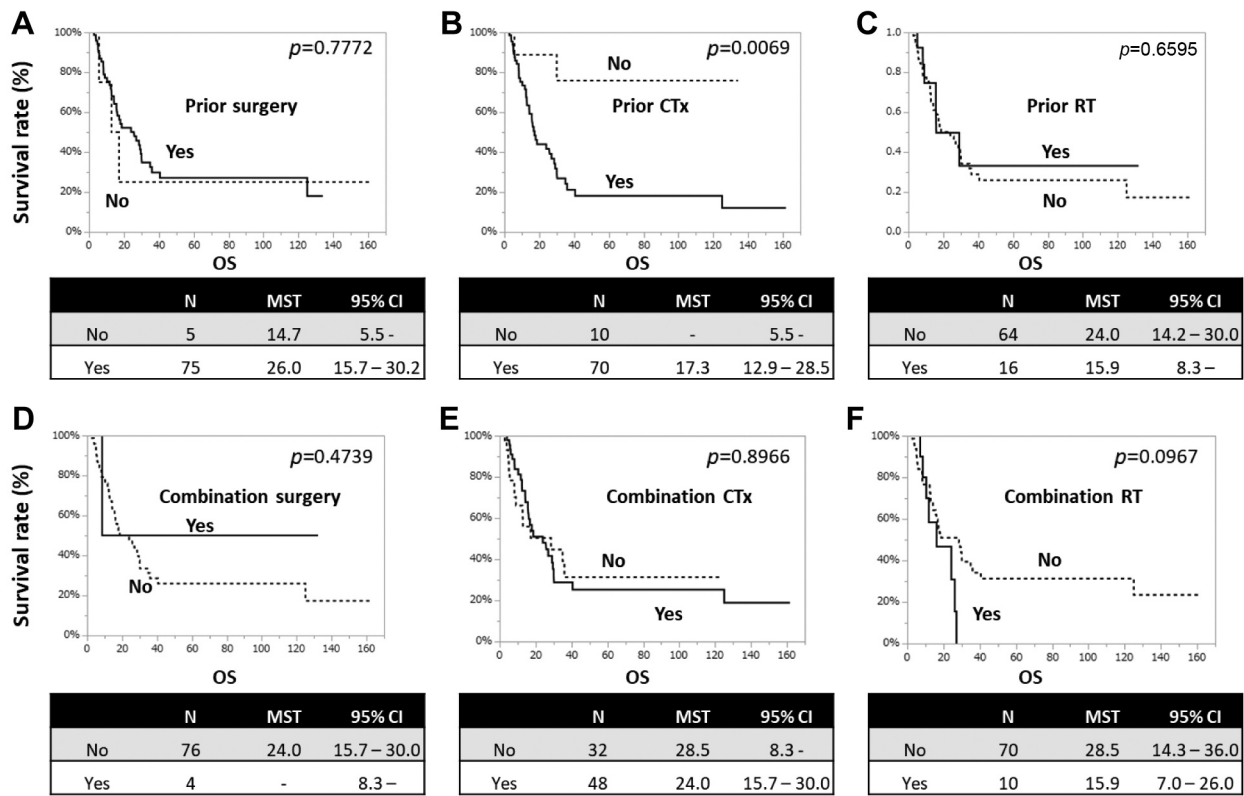 A
Survival rate (%)
100%
80%
60%
40%
20%
0%
p=0.7772
Prior surgery
Yes
No
0 20 40 60 80 100 120 140 160
OS
N MST 95% CI
No 5 14.7 5.5 -
Yes 75 26.0 15.7 – 30.2
B
100%
80%
60%
40%
20%
0%
p=0.0069
No
Prior CTx
Yes
0 20 40 60 80 100 120 140 160
OS
N MST 95% CI
No 10 - 5.5 -
Yes 70 17.3 12.9 – 28.5
C
1.0
0.8
0.6
0.4
0.2
0.0
p=0.6595
Prior RT
Yes
No
0 20 40 60 80 100 120 140 160
OS
N MST 95% CI
No 64 24.0 14.2 – 30.0
Yes 16 15.9 8.3 –
D
Survival rate (%)
100%
80%
60%
40%
20%
0%
p=0.4739
Combination surgery
Yes
No
0 20 40 60 80 100 120 140 160
OS
N MST 95% CI
No 76 24.0 15.7 – 30.0
Yes 4 - 8.3 –
E
100%
80%
60%
40%
20%
0%
p=0.8966
Combination CTx
No
Yes
0 20 40 60 80 100 120 140 160
OS
N MST 95% CI
No 32 28.5 8.3 -
Yes 48 24.0 15.7 – 30.0
F
100%
80%
60%
40%
20%
0%
p=0.0967
Combination RT
No
Yes
0 20 40 60 80 100 120 140 160
OS
N MST 95% CI
No 70 28.5 14.3 – 36.0
Yes 10 15.9 7.0 – 26.0